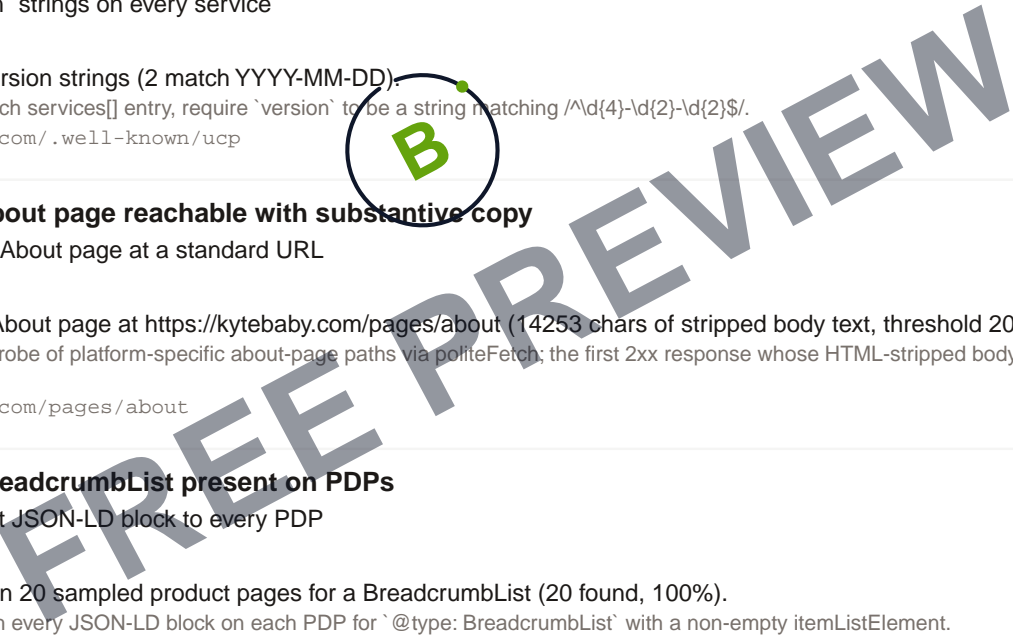 strings on every service
rsion strings (2 match YYYY-MM-DD).
ch services[] entry, require `version` to be a string matching /^\d{4}-\d{2}-\d{2}$/.
com/.well-known/ucp
B
bout page reachable with substantive copy
About page at a standard URL
About page at https://kytebaby.com/pages/about (14253 chars of stripped body text, threshold 20
robe of platform-specific about-page paths via politeFetch; the first 2xx response whose HTML-stripped body
com/pages/about
FREE PREVIEW
eadcrumbList present on PDPs
t JSON-LD block to every PDP
n 20 sampled product pages for a BreadcrumbList (20 found, 100%).
n every JSON-LD block on each PDP for `@type: BreadcrumbList` with a non-empty itemListElement.